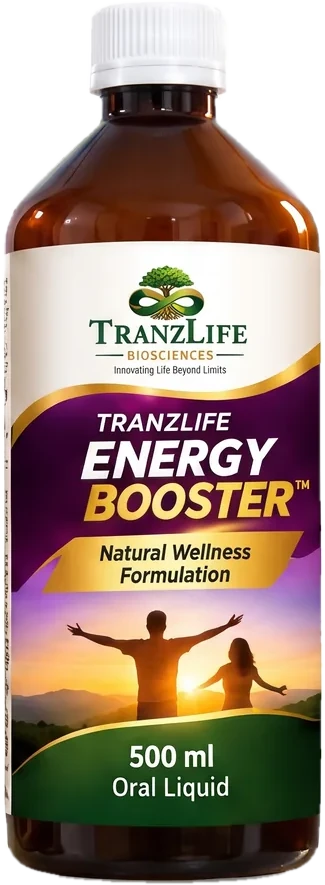 TRANZLIFE
BIOSCIENCES
Innovating Life Beyond Limits
TRANZLIFE
ENERGY
BOOSTER™
Natural Wellness
Formulation
500 ml
Oral Liquid